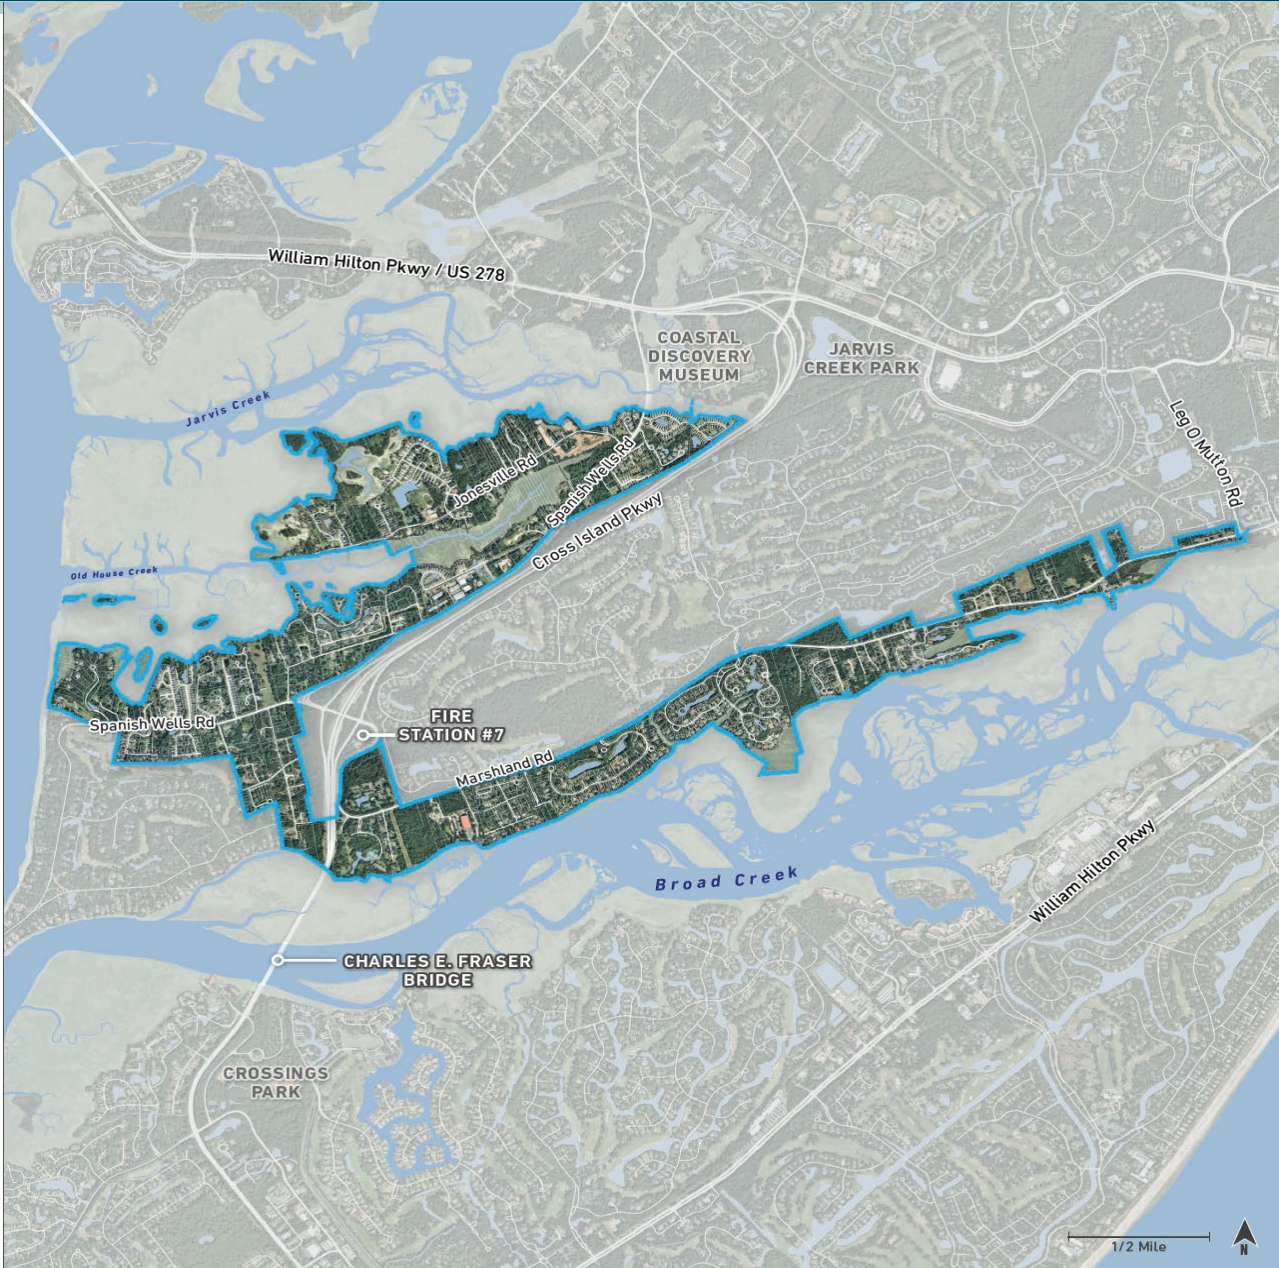 William Hilton Pkwy / US 278
COASTAL
DISCOVERY
MUSEUM
JARVIS
CREEK PARK
Jarvis Creek
Leg O Mutton Rd
Jonesville Rd
Spanish Wells Rd
Cross Island Pkwy
Old House Creek
Spanish Wells Rd
FIRE
STATION #7
Marshland Rd
Broad Creek
William Hilton Pkwy
CHARLES E. FRASER
BRIDGE
CROSSINGS
PARK
1/2 Mile
N